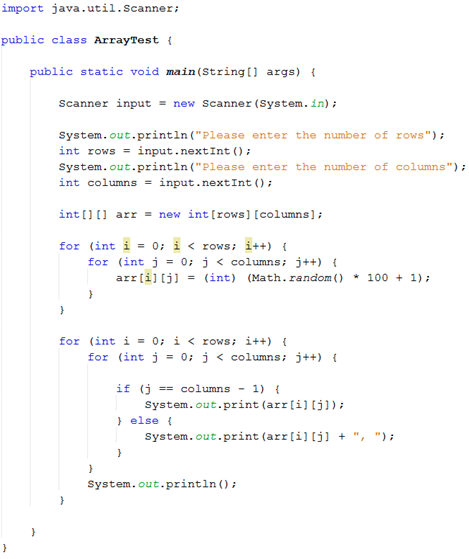 import java.util.Scanner;
public class ArrayTest {
public static void main(String[] args) {
Scanner input = new Scanner(System.in);
System.out.println("Please enter the number of rows");
int rows = input.nextInt();
System.out.println("Please enter the number of columns");
int columns = input.nextInt();
int[][] arr = new int[rows][columns];
for (int i = 0; i < rows; i++) {
for (int j = 0; j < columns; j++) {
arr[i][j] = (int) (Math.random() * 100 + 1);
}
}
for (int i = 0; i < rows; i++) {
for (int j = 0; j < columns; j++) {
if (j == columns - 1) {
System.out.print(arr[i][j]);
} else {
System.out.print(arr[i][j] + ", ");
}
}
System.out.println();
}
}
}